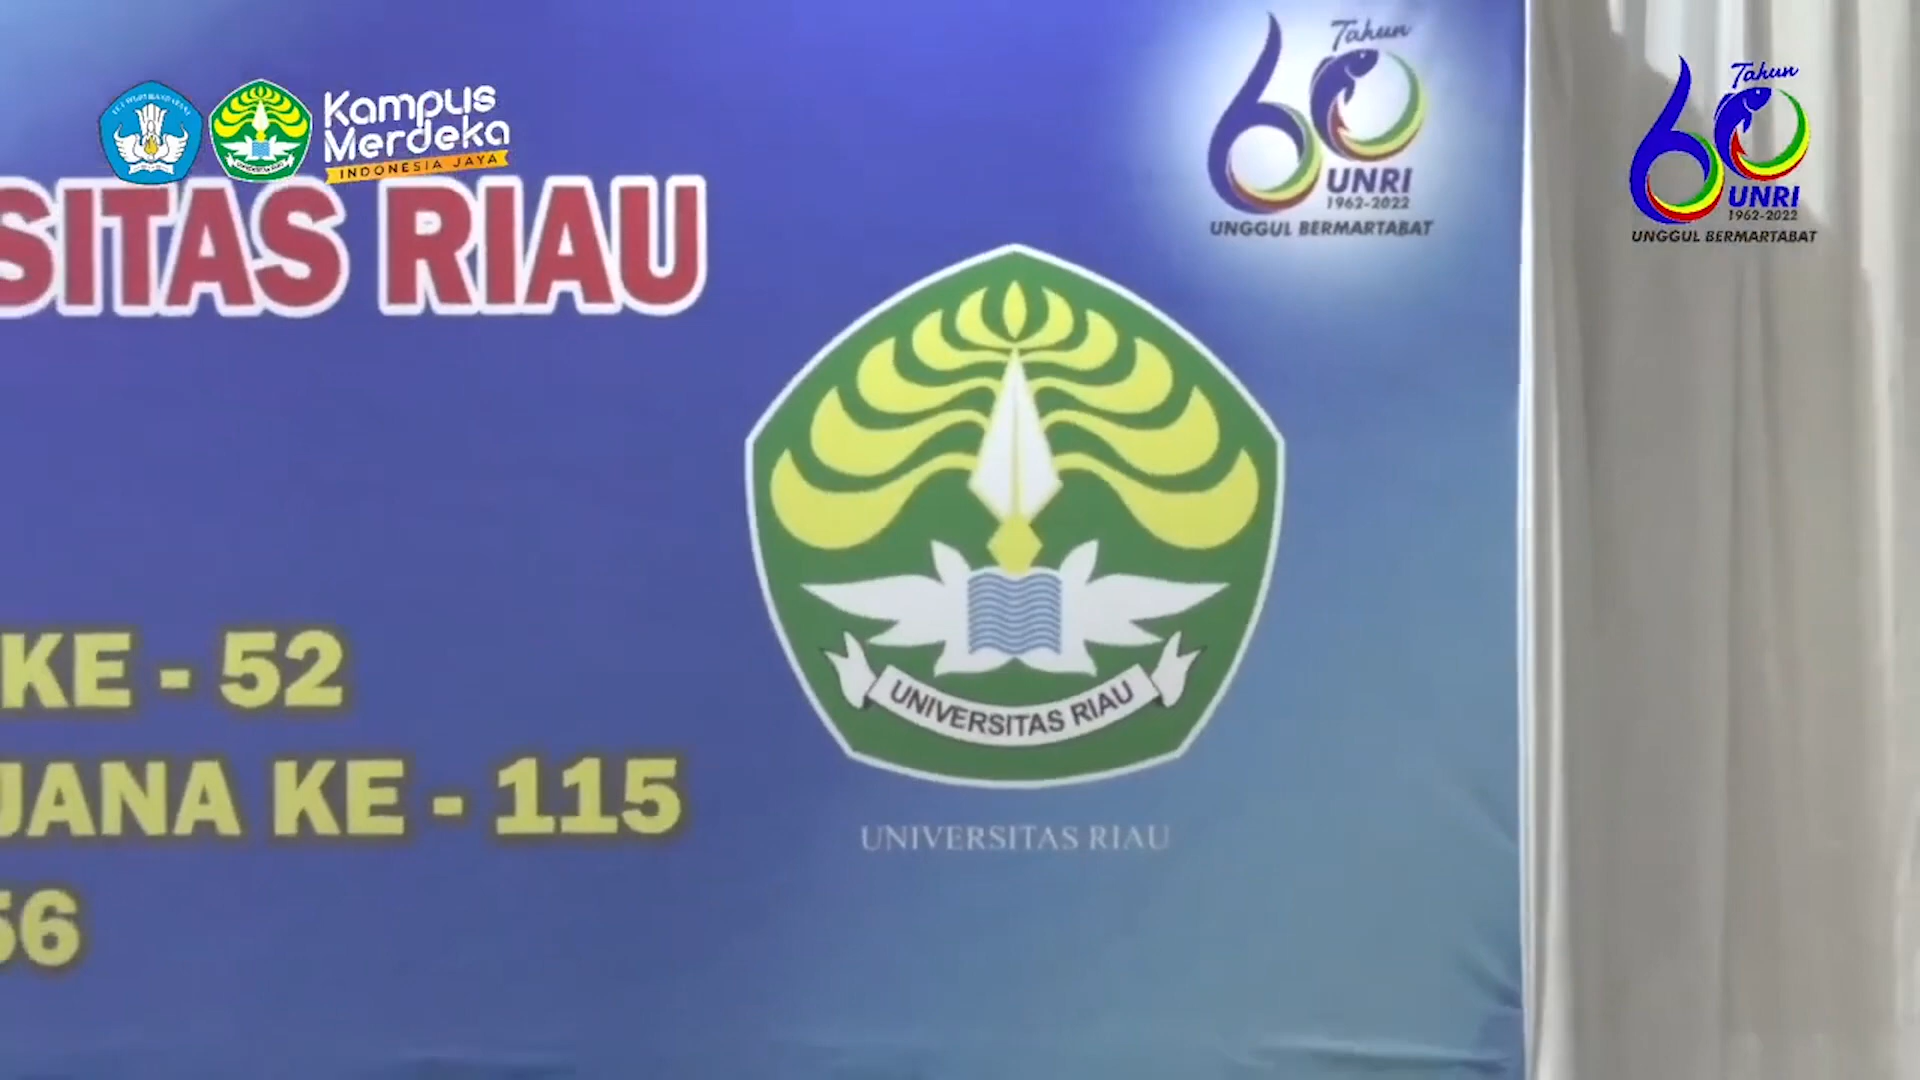 Kampus
Merdeka
INDONESIA JAYA
Tahun
60
UNRI
1962-2022
UNGGUL BERMARTABAT
Tahun
60
UNRI
1962-2022
UNGGUL BERMARTABAT
SITAS RIAU
KE - 52
JANA KE - 115
56
UNIVERSITAS RIAU
UNIVERSITAS RIAU